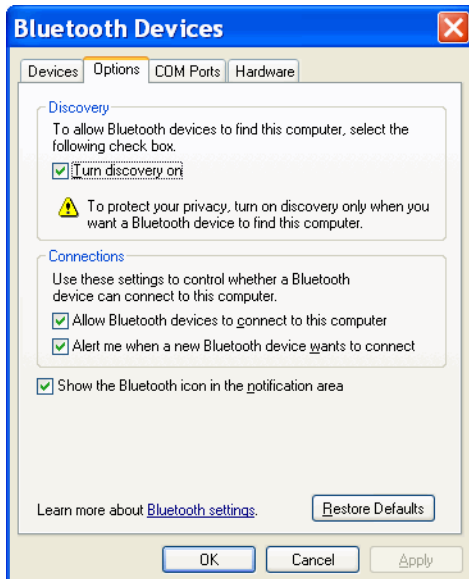 Bluetooth Devices
Devices Options COM Ports Hardware
Discovery
To allow Bluetooth devices to find this computer, select the
following check box.
Turn discovery on
To protect your privacy, turn on discovery only when you
want a Bluetooth device to find this computer.
Connections
Use these settings to control whether a Bluetooth
device can connect to this computer.
Allow Bluetooth devices to connect to this computer
Alert me when a new Bluetooth device wants to connect
Show the Bluetooth icon in the notification area
Learn more about Bluetooth settings. Restore Defaults
OK Cancel Apply